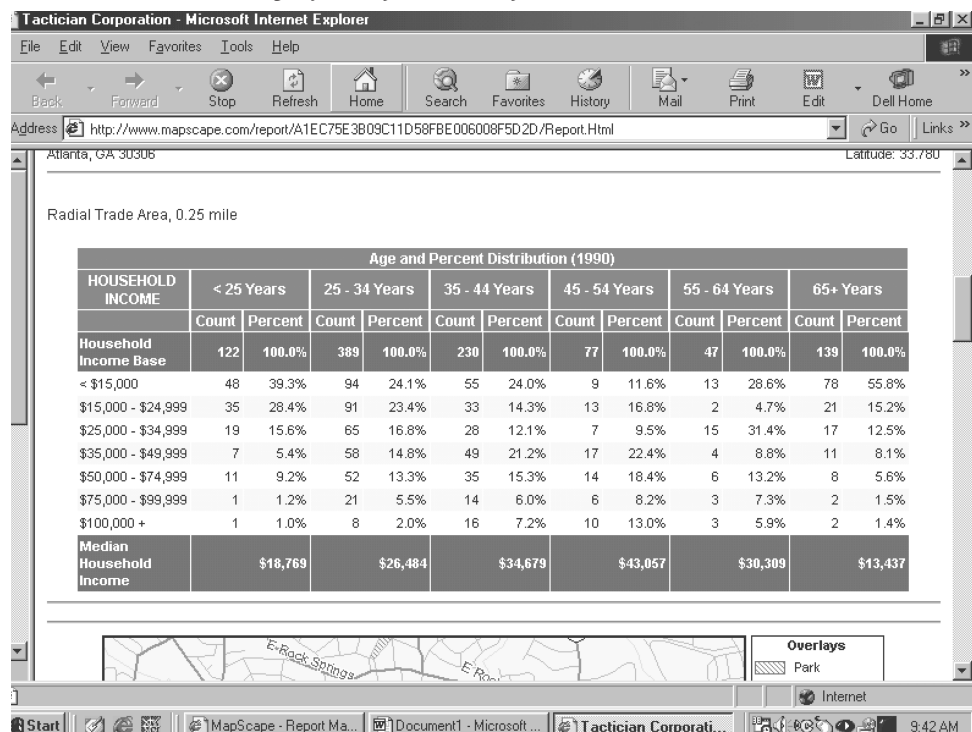 Tactician Corporation - Microsoft Internet Explorer
File Edit View Favorites Tools Help
Back Forward Stop Refresh Home Search Favorites History Mail Print Edit Dell Home »
Address http://www.mapscape.com/report/A1EC75E3B09C11D58FBE006008F5D2D/Report.Html Go Links »
Atlanta, GA 30306 Latitude: 33.780
Radial Trade Area, 0.25 mile
Age and Percent Distribution (1990)
HOUSEHOLD INCOME < 25 Years 25 - 34 Years 35 - 44 Years 45 - 54 Years 55 - 64 Years 65+ Years
Count Percent Count Percent Count Percent Count Percent Count Percent Count Percent
Household Income Base 122 100.0% 389 100.0% 230 100.0% 77 100.0% 47 100.0% 139 100.0%
< $15,000 48 39.3% 94 24.1% 55 24.0% 9 11.6% 13 28.6% 78 55.8%
$15,000 - $24,999 35 28.4% 91 23.4% 33 14.3% 13 16.8% 2 4.7% 21 15.2%
$25,000 - $34,999 19 15.6% 65 16.8% 28 12.1% 7 9.5% 15 31.4% 17 12.5%
$35,000 - $49,999 7 5.4% 58 14.8% 49 21.2% 17 22.4% 4 8.8% 11 8.1%
$50,000 - $74,999 11 9.2% 52 13.3% 35 15.3% 14 18.4% 6 13.2% 8 5.6%
$75,000 - $99,999 1 1.2% 21 5.5% 14 6.0% 6 8.2% 3 7.3% 2 1.5%
$100,000 + 1 1.0% 8 2.0% 16 7.2% 10 13.0% 3 5.9% 2 1.4%
Median Household Income $18,769 $26,484 $34,679 $43,057 $30,309 $13,437
E-Rock Springs
Overlays
Park
Internet
Start MapScape - Report Ma... Document1 - Microsoft ... Tactician Corporati... 9:42 AM